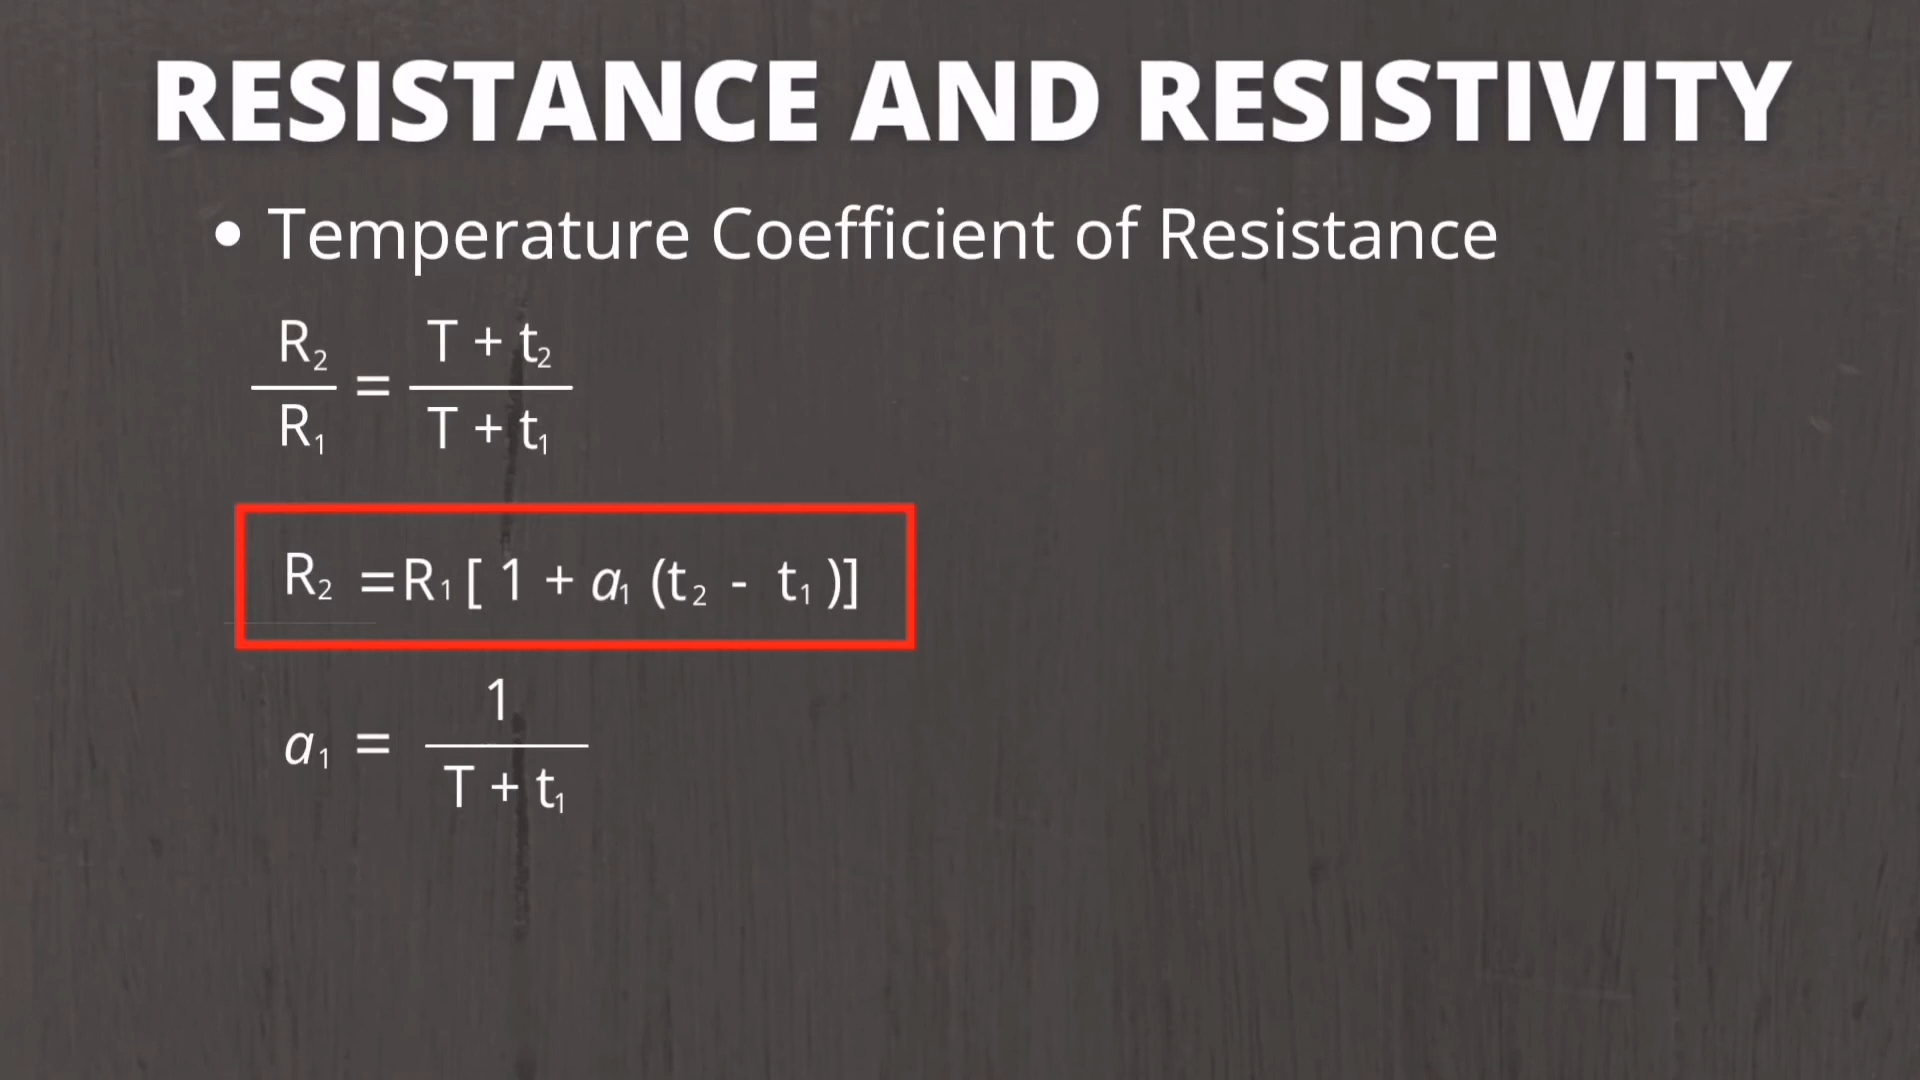 RESISTANCE AND RESISTIVITY
• Temperature Coefficient of Resistance
R₂ / R₁ = T + t₂ / T + t₁
R₂ =R₁ [ 1 + a₁ (t₂ - t₁ )]
a₁ = 1 / T + t₁